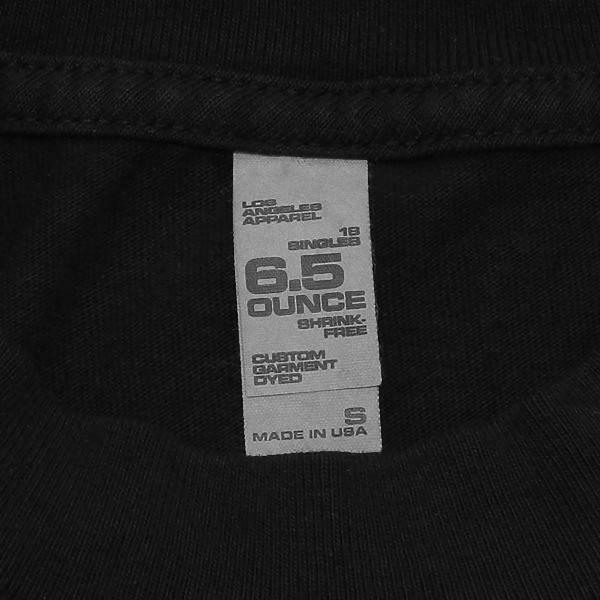 LOS
ANGELES
APPAREL
18
SINGLES
6.5
OUNCE
SHRINK-
FREE
CUSTOM
GARMENT
DYED
S
MADE IN USA